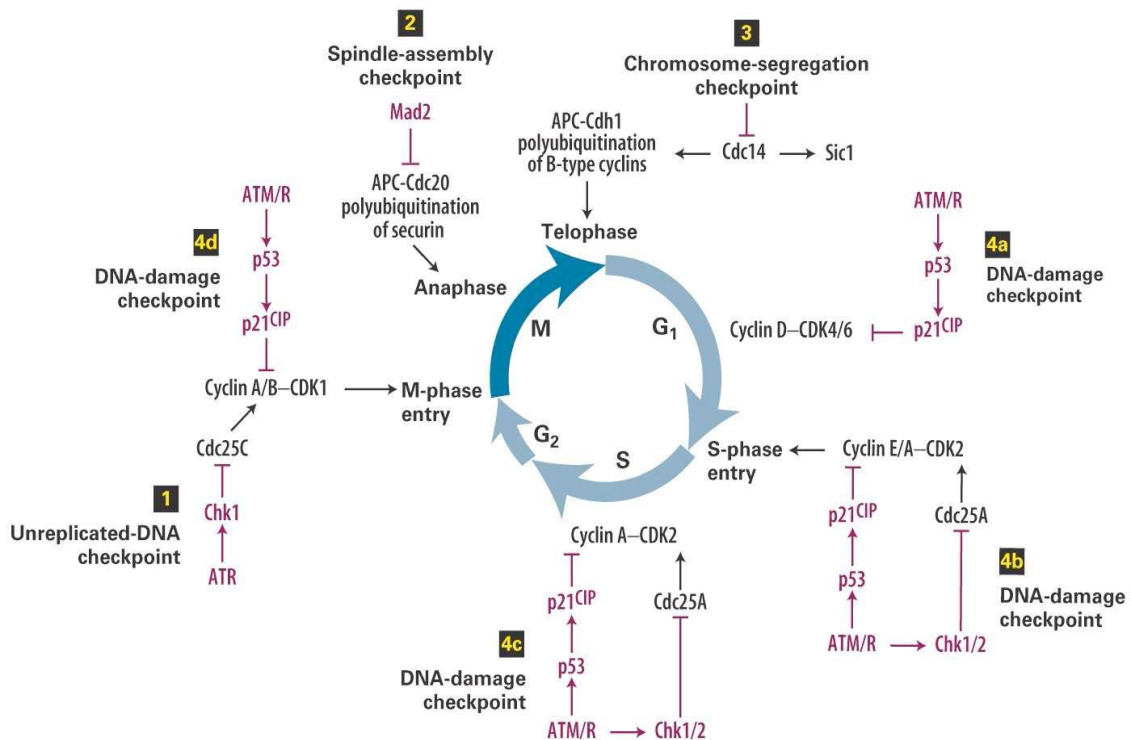 2
Spindle-assembly
checkpoint
Mad2
APC-Cdc20
polyubiquitination
of securin
Anaphase
3
Chromosome-segregation
checkpoint
APC-Cdh1
polyubiquitination
of B-type cyclins
Cdc14
Sic1
Telophase
ATM/R
4d
p53
DNA-damage
checkpoint
p21CIP
Cyclin A/B–CDK1
M-phase
entry
Cdc25C
1
Chk1
Unreplicated-DNA
checkpoint
ATR
M
G1
G2
S
ATM/R
4a
p53
DNA-damage
checkpoint
Cyclin D–CDK4/6
p21CIP
S-phase
entry
Cyclin E/A–CDK2
p21CIP
Cdc25A
4b
p53
DNA-damage
checkpoint
ATM/R
Chk1/2
Cyclin A–CDK2
p21CIP
Cdc25A
4c
p53
DNA-damage
checkpoint
ATM/R
Chk1/2